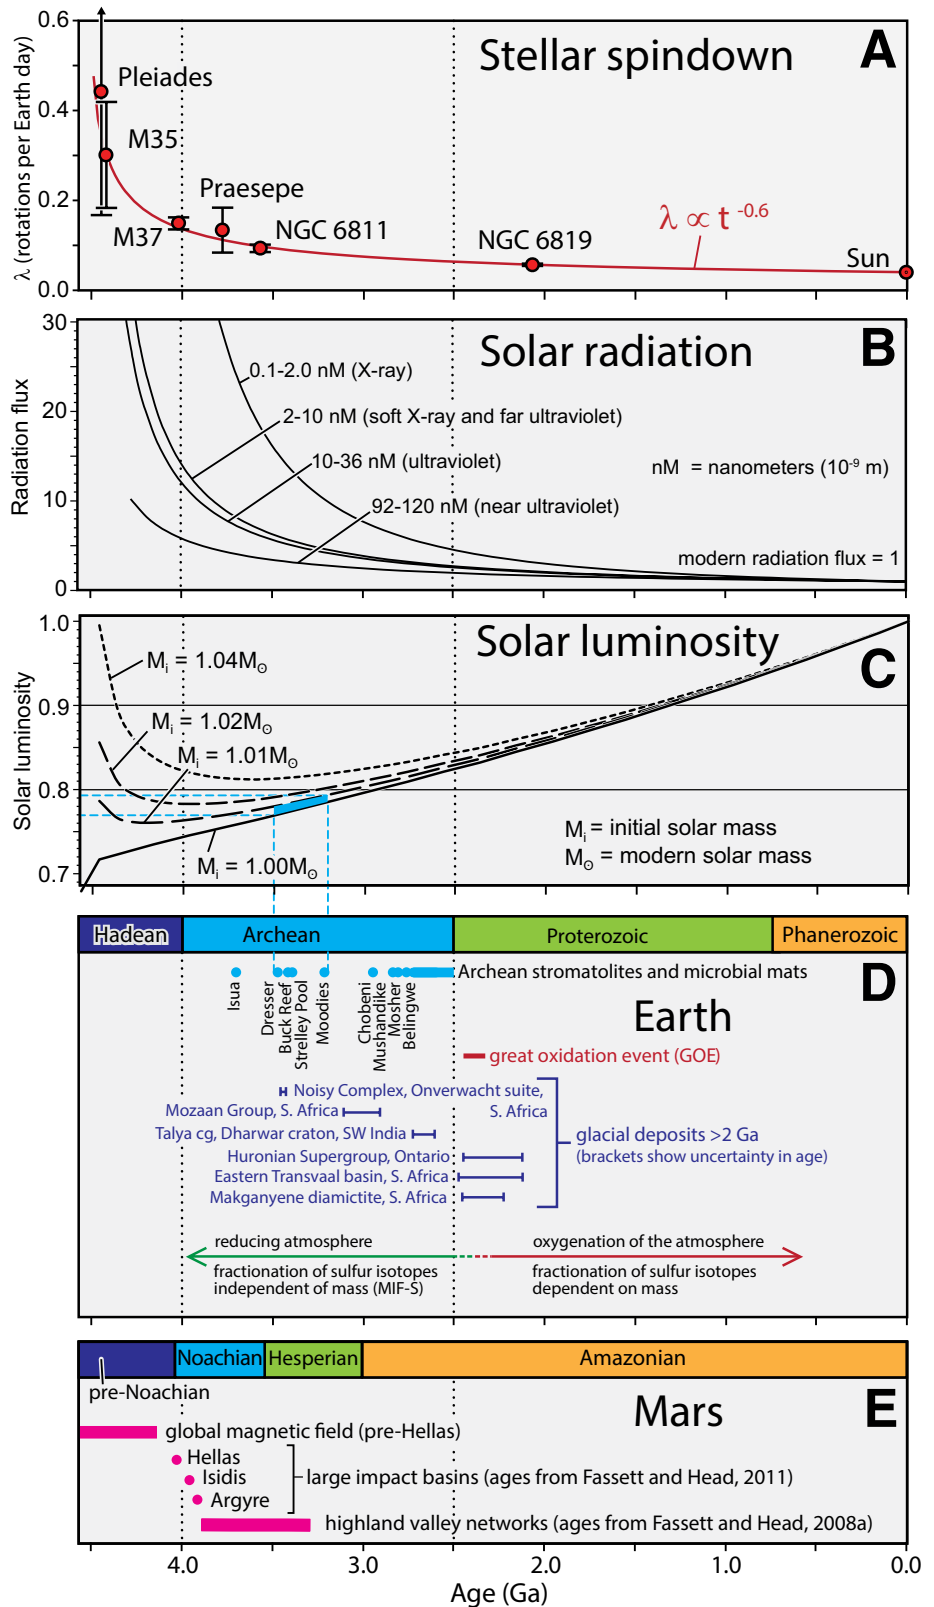 A
Stellar spindown
λ (rotations per Earth day)
0.6
0.4
0.2
0.0
Pleiades
M35
M37
Praesepe
NGC 6811
NGC 6819
λ ∝ t -0.6
Sun
B
Solar radiation
Radiation flux
30
20
10
0
0.1-2.0 nM (X-ray)
2-10 nM (soft X-ray and far ultraviolet)
10-36 nM (ultraviolet)
92-120 nM (near ultraviolet)
nM = nanometers (10-9 m)
modern radiation flux = 1
C
Solar luminosity
Solar luminosity
1.0
0.9
0.8
0.7
Mi = 1.04M⊙
Mi = 1.02M⊙
Mi = 1.01M⊙
Mi = 1.00M⊙
Mi = initial solar mass
M⊙ = modern solar mass
Hadean
Archean
Proterozoic
Phanerozoic
D
Earth
Archean stromatolites and microbial mats
Isua
Dresser
Buck Reef
Strelley Pool
Moodies
Chobeni
Mushandike
Mosher
Belingwe
great oxidation event (GOE)
Noisy Complex, Onverwacht suite,
S. Africa
Mozaan Group, S. Africa
Talya cg, Dharwar craton, SW India
Huronian Supergroup, Ontario
Eastern Transvaal basin, S. Africa
Makganyene diamictite, S. Africa
glacial deposits >2 Ga
(brackets show uncertainty in age)
reducing atmosphere
fractionation of sulfur isotopes
independent of mass (MIF-S)
oxygenation of the atmosphere
fractionation of sulfur isotopes
dependent on mass
Noachian
Hesperian
Amazonian
pre-Noachian
E
Mars
global magnetic field (pre-Hellas)
Hellas
Isidis
Argyre
large impact basins (ages from Fassett and Head, 2011)
highland valley networks (ages from Fassett and Head, 2008a)
4.0
3.0
2.0
1.0
0.0
Age (Ga)